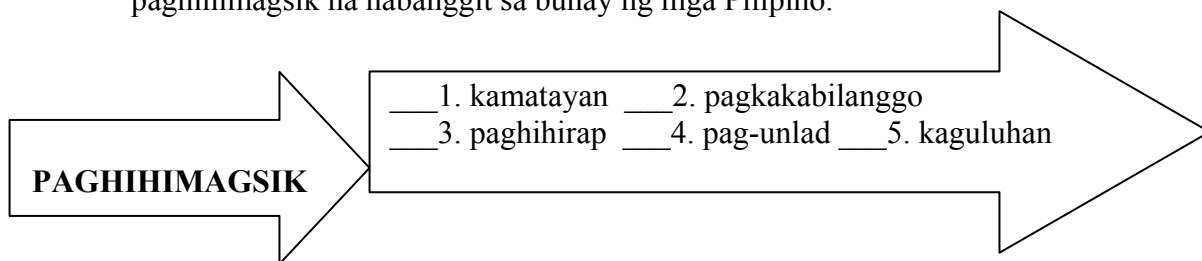 paghihimagsik na nabanggit sa buhay ng mga Pilipino.
___1. kamatayan ___2. pagkakabilanggo
___3. paghihirap ___4. pag-unlad ___5. kaguluhan
PAGHIHIMAGSIK